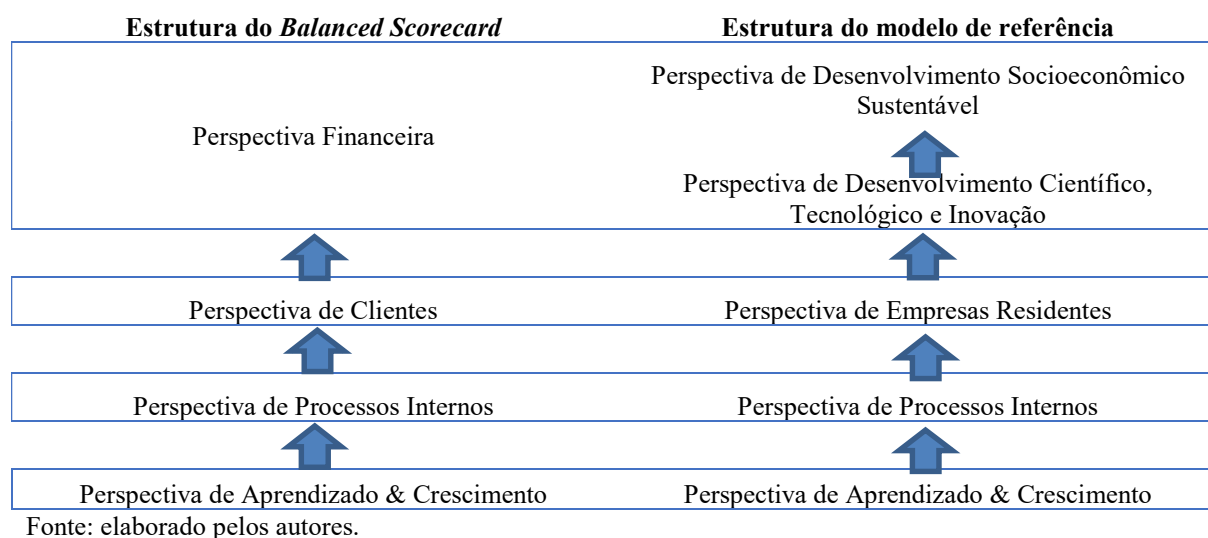 Estrutura do Balanced Scorecard
Estrutura do modelo de referência
Perspectiva Financeira
Perspectiva de Desenvolvimento Socioeconômico
Sustentável
Perspectiva de Desenvolvimento Científico,
Tecnológico e Inovação
Perspectiva de Clientes
Perspectiva de Empresas Residentes
Perspectiva de Processos Internos
Perspectiva de Processos Internos
Perspectiva de Aprendizado & Crescimento
Perspectiva de Aprendizado & Crescimento
Fonte: elaborado pelos autores.